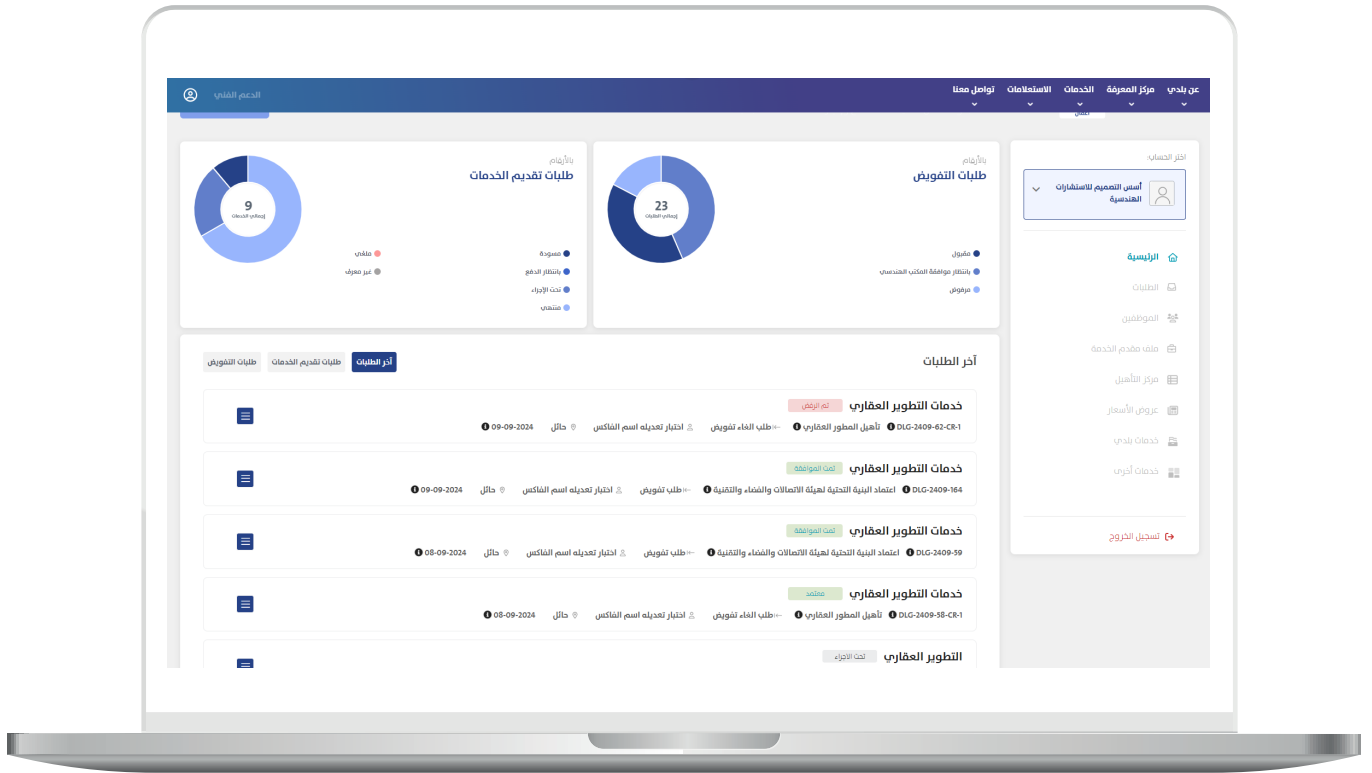 عن بلدي مركز المعرفة الخدمات الاستعلامات تواصل معنا
الدعم الفني
اختر الحساب:
أسس التصميم للاستشارات
الهندسية
الرئيسية
الطلبات
الموظفين
ملف مقدم الخدمة
مركز التأهيل
عروض الأسعار
خدمات بلدي
خدمات أخرى
تسجيل الخروج
بالأرقام
طلبات التفويض
23
إجمالي الطلبات
مقبول
بانتظار موافقة المكتب الهندسي
مرفوض
بالأرقام
طلبات تقديم الخدمات
9
إجمالي الخدمات
مسودة
بانتظار الدفع
تحت الإجراء
منتهي
ملغي
غير معرف
آخر الطلبات
آخر الطلبات طلبات تقديم الخدمات طلبات التفويض
خدمات التطوير العقاري تم الرفض
DLG-2409-62-CR-1 تأهيل المطور العقاري طلب الغاء تفويض اختبار تعديله اسم الفاكس حائل 09-09-2024
خدمات التطوير العقاري تمت الموافقة
DLG-2409-164 اعتماد البنية التحتية لهيئة الاتصالات والفضاء والتقنية طلب تفويض اختبار تعديله اسم الفاكس حائل 09-09-2024
خدمات التطوير العقاري تمت الموافقة
DLG-2409-59 اعتماد البنية التحتية لهيئة الاتصالات والفضاء والتقنية طلب تفويض اختبار تعديله اسم الفاكس حائل 08-09-2024
خدمات التطوير العقاري معتمد
DLG-2409-58-CR-1 تأهيل المطور العقاري طلب الغاء تفويض اختبار تعديله اسم الفاكس حائل 08-09-2024
التطوير العقاري تحت الاجراء